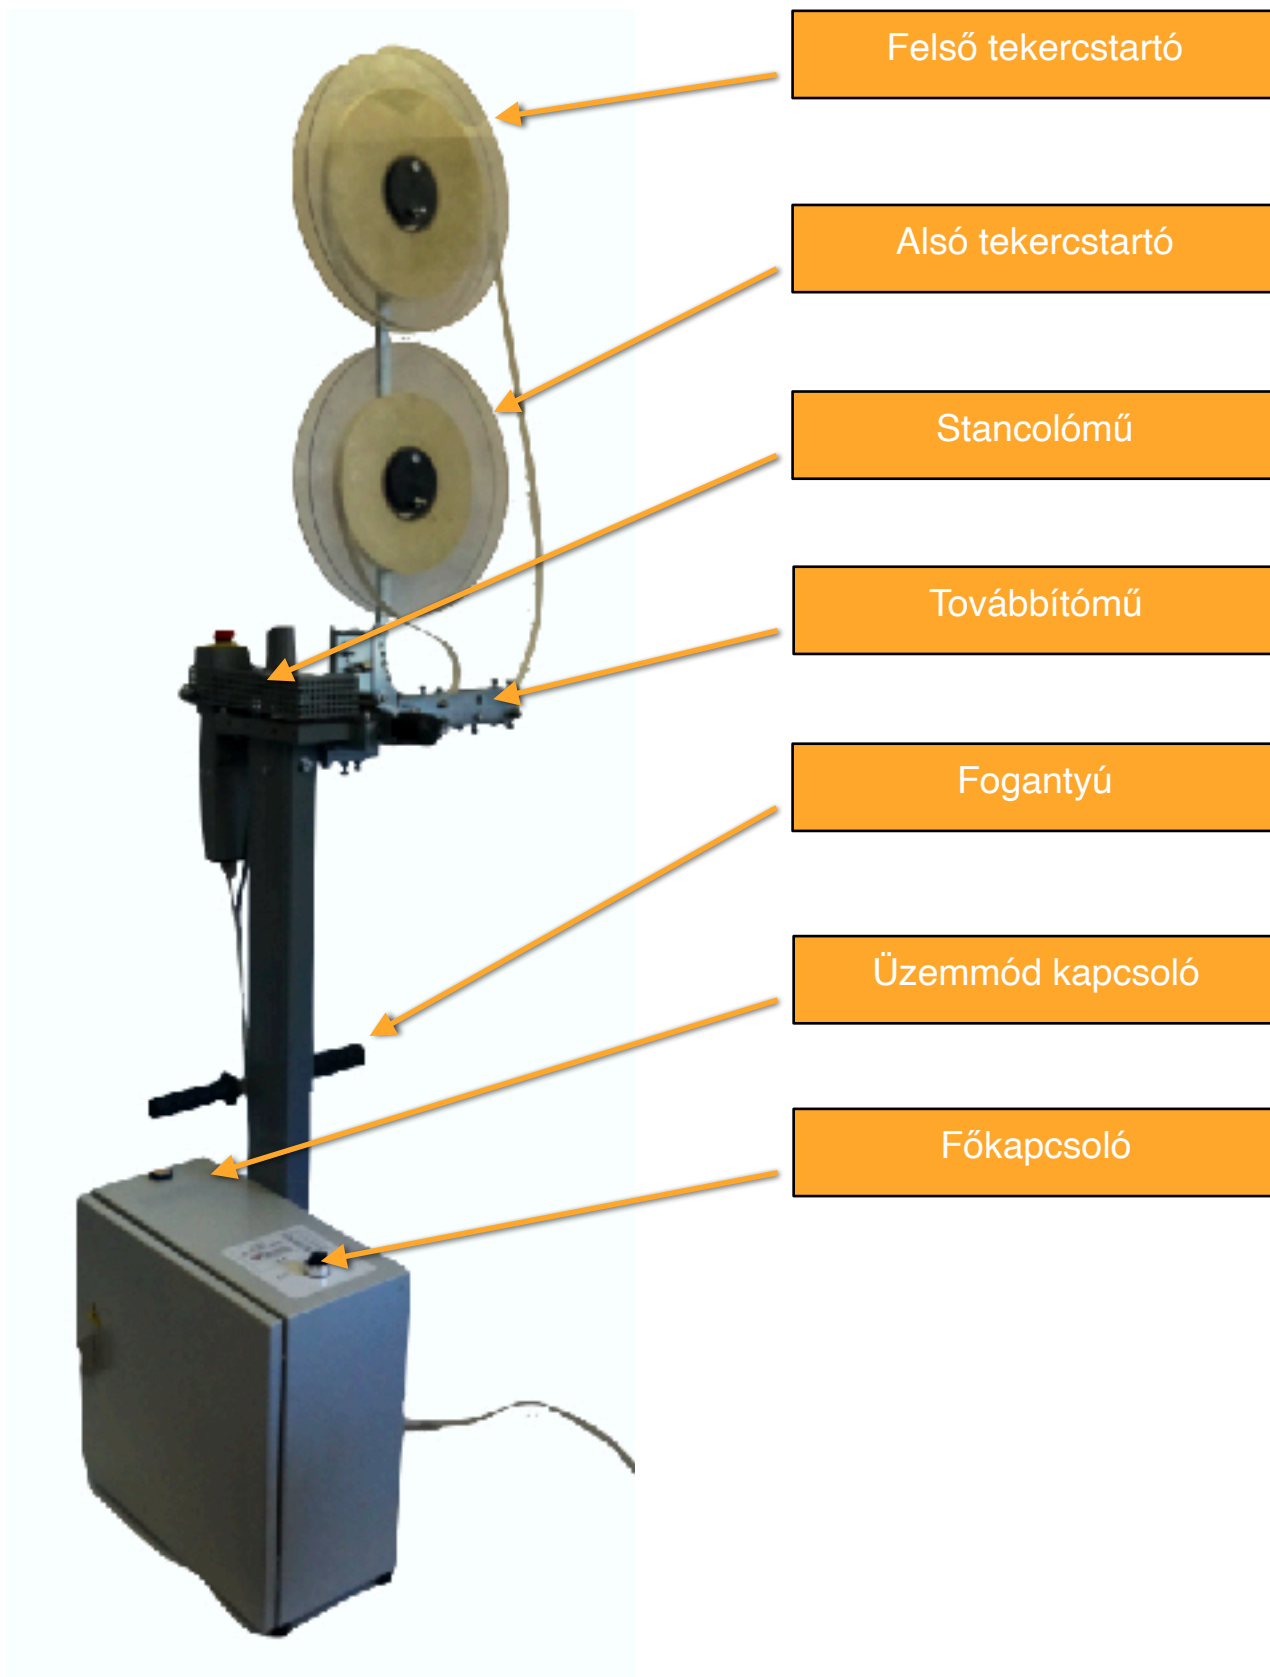 Felső tekercstartó
Alsó tekercstartó
Stancolómű
Továbbítómű
Fogantyú
Üzemmód kapcsoló
Főkapcsoló